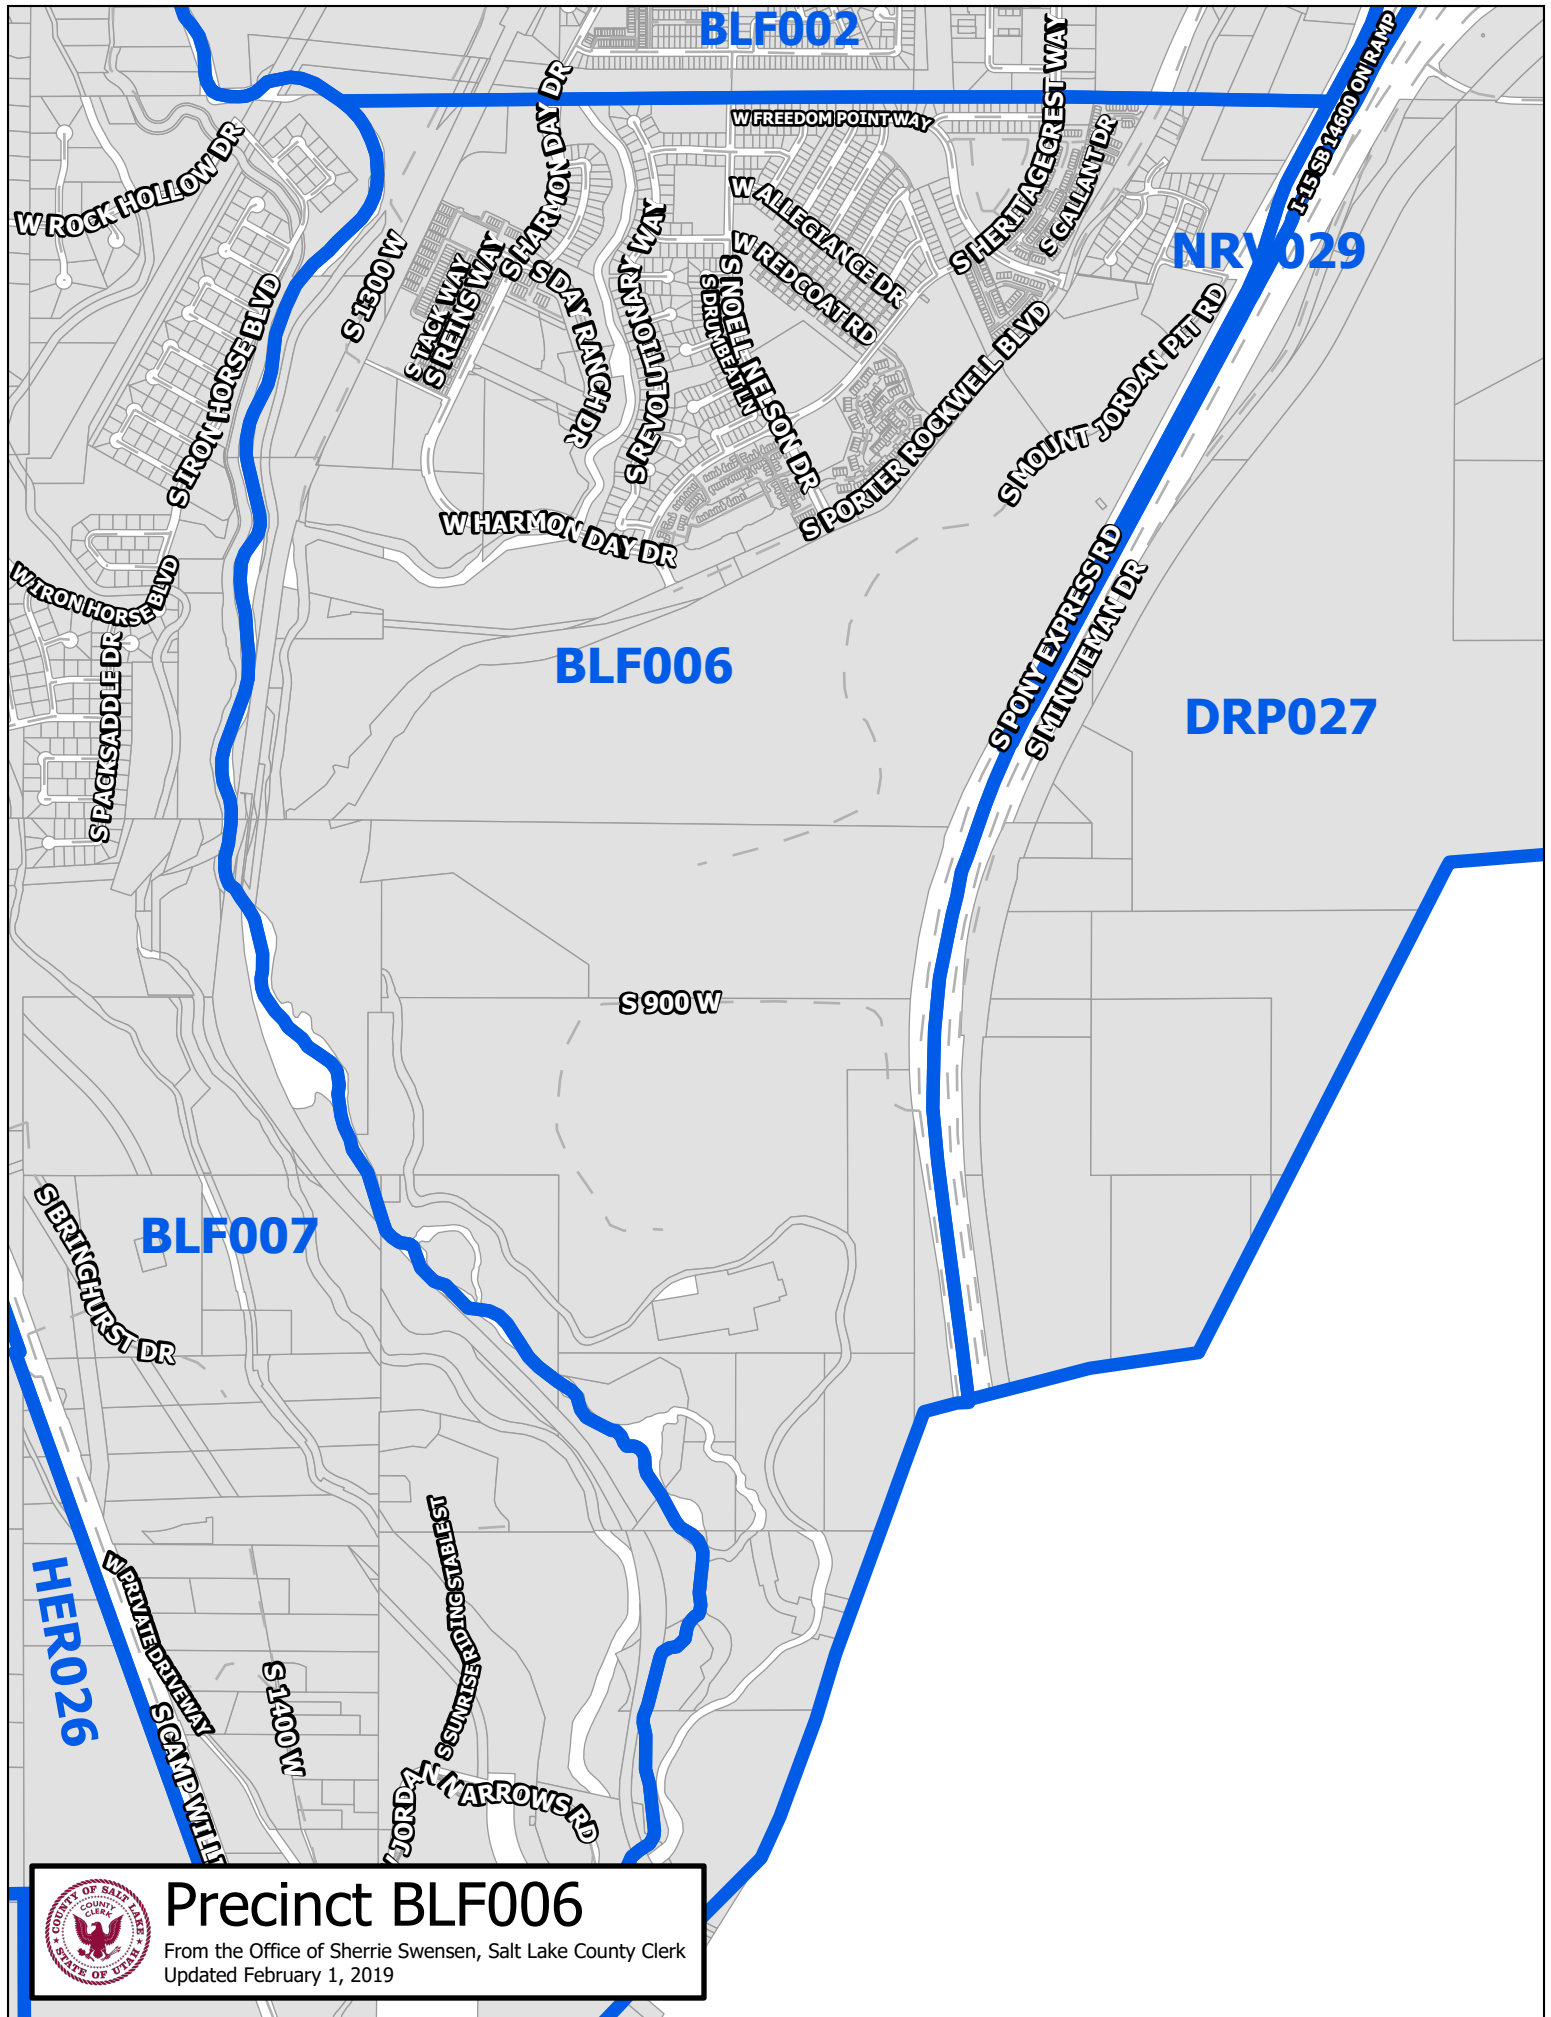 BLF002
I-15 SB 14600 ON RAMP
S HERITAGECREST WAY
S HARMON DAY DR
W FREEDOM POINT WAY
W ROCK HOLLOW DR
S GALLANT DR
W ALLEGIANCE DR
NRV029
S 1300 W
S TACK WAY
S REINS WAY
S DAY RANCH DR
S REVOLUTIONARY WAY
W REDCOAT RD
S NOELL NELSON DR
S DRUMBEAT LN
S IRON HORSE BLVD
S MOUNT JORDAN PIT RD
S PORTER ROCKWELL BLVD
W HARMON DAY DR
W IRON HORSE BLVD
S PACKSADDLE DR
S PONY EXPRESS RD
S MINUTEMAN DR
BLF006
DRP027
S 900 W
BLF007
S BRINGHURST DR
HER026
W PRIVATE DRIVEWAY
S SUNRISE RIDING STABLE ST
S 1400 W
S CAMP WILLI
W JORDAN NARROWS RD
COUNTY OF SALT LAKE
COUNTY CLERK
STATE OF UTAH
Precinct BLF006
From the Office of Sherrie Swensen, Salt Lake County Clerk
Updated February 1, 2019